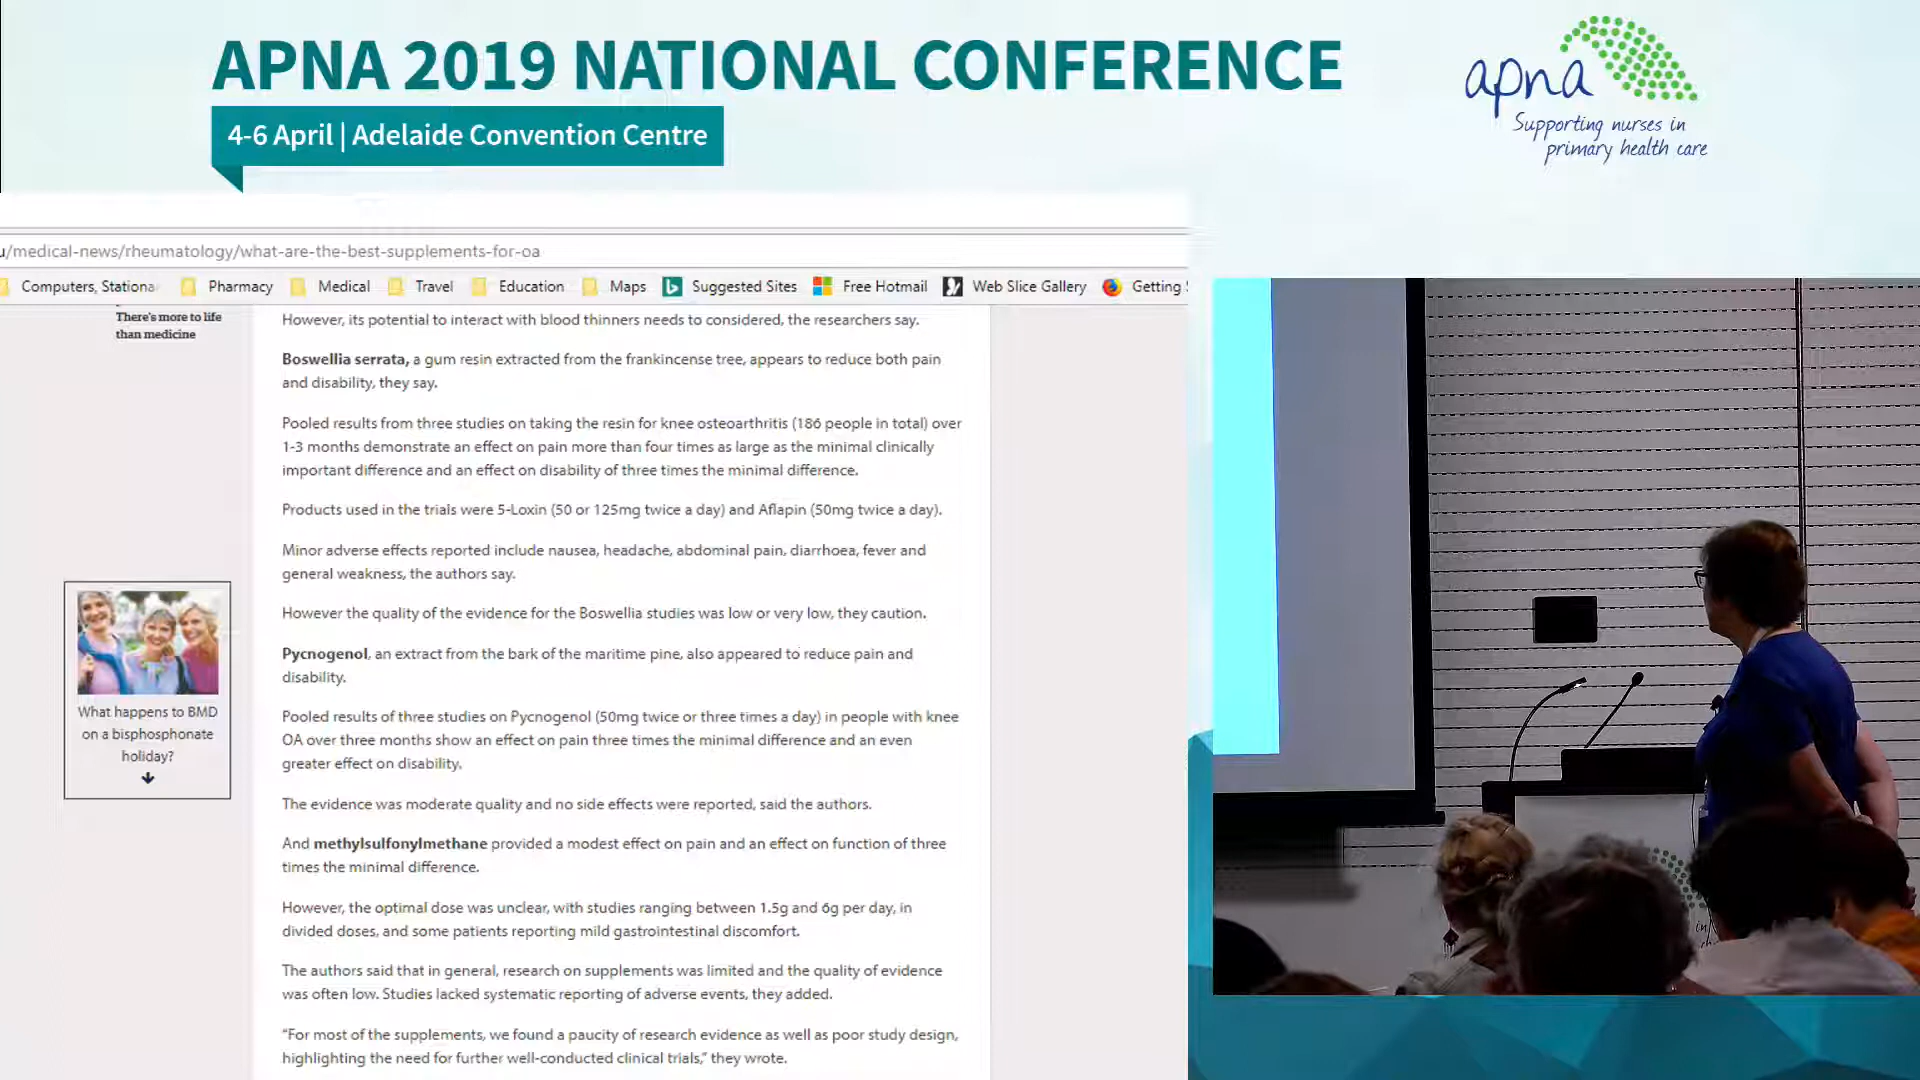 APNA 2019 NATIONAL CONFERENCE
4-6 April | Adelaide Convention Centre
apna
Supporting nurses in
primary health care
/medical-news/rheumatology/what-are-the-best-supplements-for-oa
Computers, Stationa Pharmacy Medical Travel Education Maps Suggested Sites Free Hotmail Web Slice Gallery Getting
There's more to life
than medicine
However, its potential to interact with blood thinners needs to considered, the researchers say.
Boswellia serrata, a gum resin extracted from the frankincense tree, appears to reduce both pain
and disability, they say.
Pooled results from three studies on taking the resin for knee osteoarthritis (186 people in total) over
1-3 months demonstrate an effect on pain more than four times as large as the minimal clinically
important difference and an effect on disability of three times the minimal difference.
Products used in the trials were 5-Loxin (50 or 125mg twice a day) and Aflapin (50mg twice a day).
Minor adverse effects reported include nausea, headache, abdominal pain, diarrhoea, fever and
general weakness, the authors say.
However the quality of the evidence for the Boswellia studies was low or very low, they caution.
Pycnogenol, an extract from the bark of the maritime pine, also appeared to reduce pain and
disability.
Pooled results of three studies on Pycnogenol (50mg twice or three times a day) in people with knee
OA over three months show an effect on pain three times the minimal difference and an even
greater effect on disability.
The evidence was moderate quality and no side effects were reported, said the authors.
And methylsulfonylmethane provided a modest effect on pain and an effect on function of three
times the minimal difference.
However, the optimal dose was unclear, with studies ranging between 1.5g and 6g per day, in
divided doses, and some patients reporting mild gastrointestinal discomfort.
The authors said that in general, research on supplements was limited and the quality of evidence
was often low. Studies lacked systematic reporting of adverse events, they added.
“For most of the supplements, we found a paucity of research evidence as well as poor study design,
highlighting the need for further well-conducted clinical trials,” they wrote.
What happens to BMD
on a bisphosphonate
holiday?